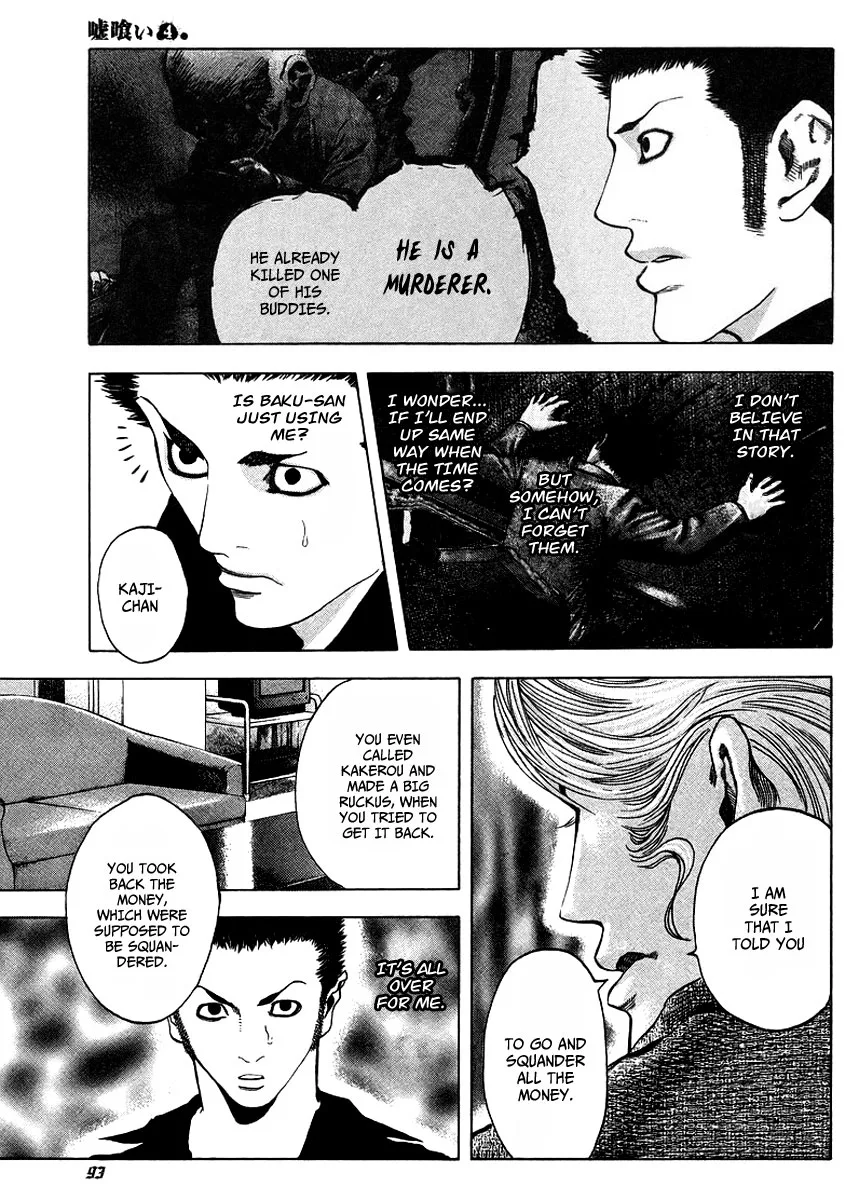 嘘喰い4.
HE IS A
MURDERER.
HE ALREADY
KILLED ONE
OF HIS
BUDDIES.
I DON'T
BELIEVE
IN THAT
STORY.
BUT
SOMEHOW,
I CAN'T
FORGET
THEM.
I WONDER...
IF I'LL END
UP SAME
WAY WHEN
THE TIME
COMES?
IS BAKU-SAN
JUST USING
ME?
KAJI-
CHAN
I AM
SURE
THAT I
TOLD YOU
TO GO AND
SQUANDER
ALL THE
MONEY.
YOU EVEN
CALLED
KAKEROU AND
MADE A BIG
RUCKUS, WHEN
YOU TRIED TO
GET IT BACK.
YOU TOOK
BACK THE
MONEY,
WHICH WERE
SUPPOSED TO
BE SQUAN-
DERED.
IT'S ALL
OVER
FOR ME.
93